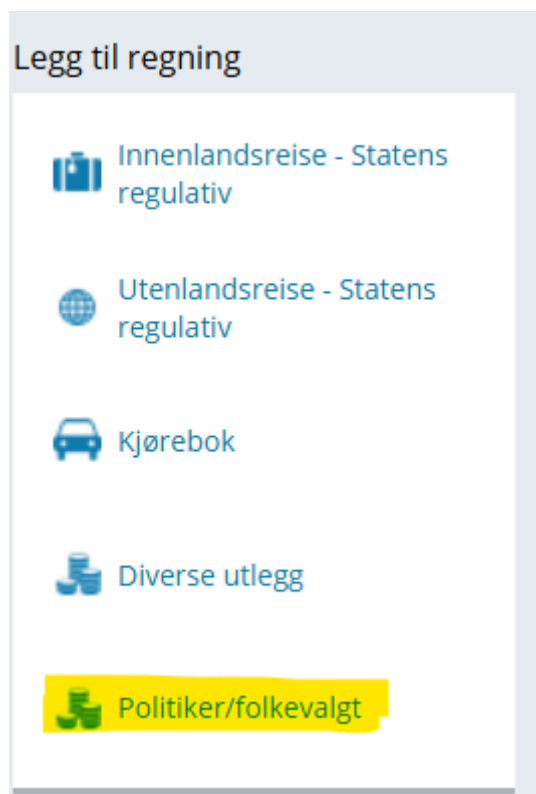 Legg til regning
Innenlandsreise - Statens
regulativ
Utenlandsreise - Statens
regulativ
Kjørebok
Diverse utlegg
Politiker/folkevalgt